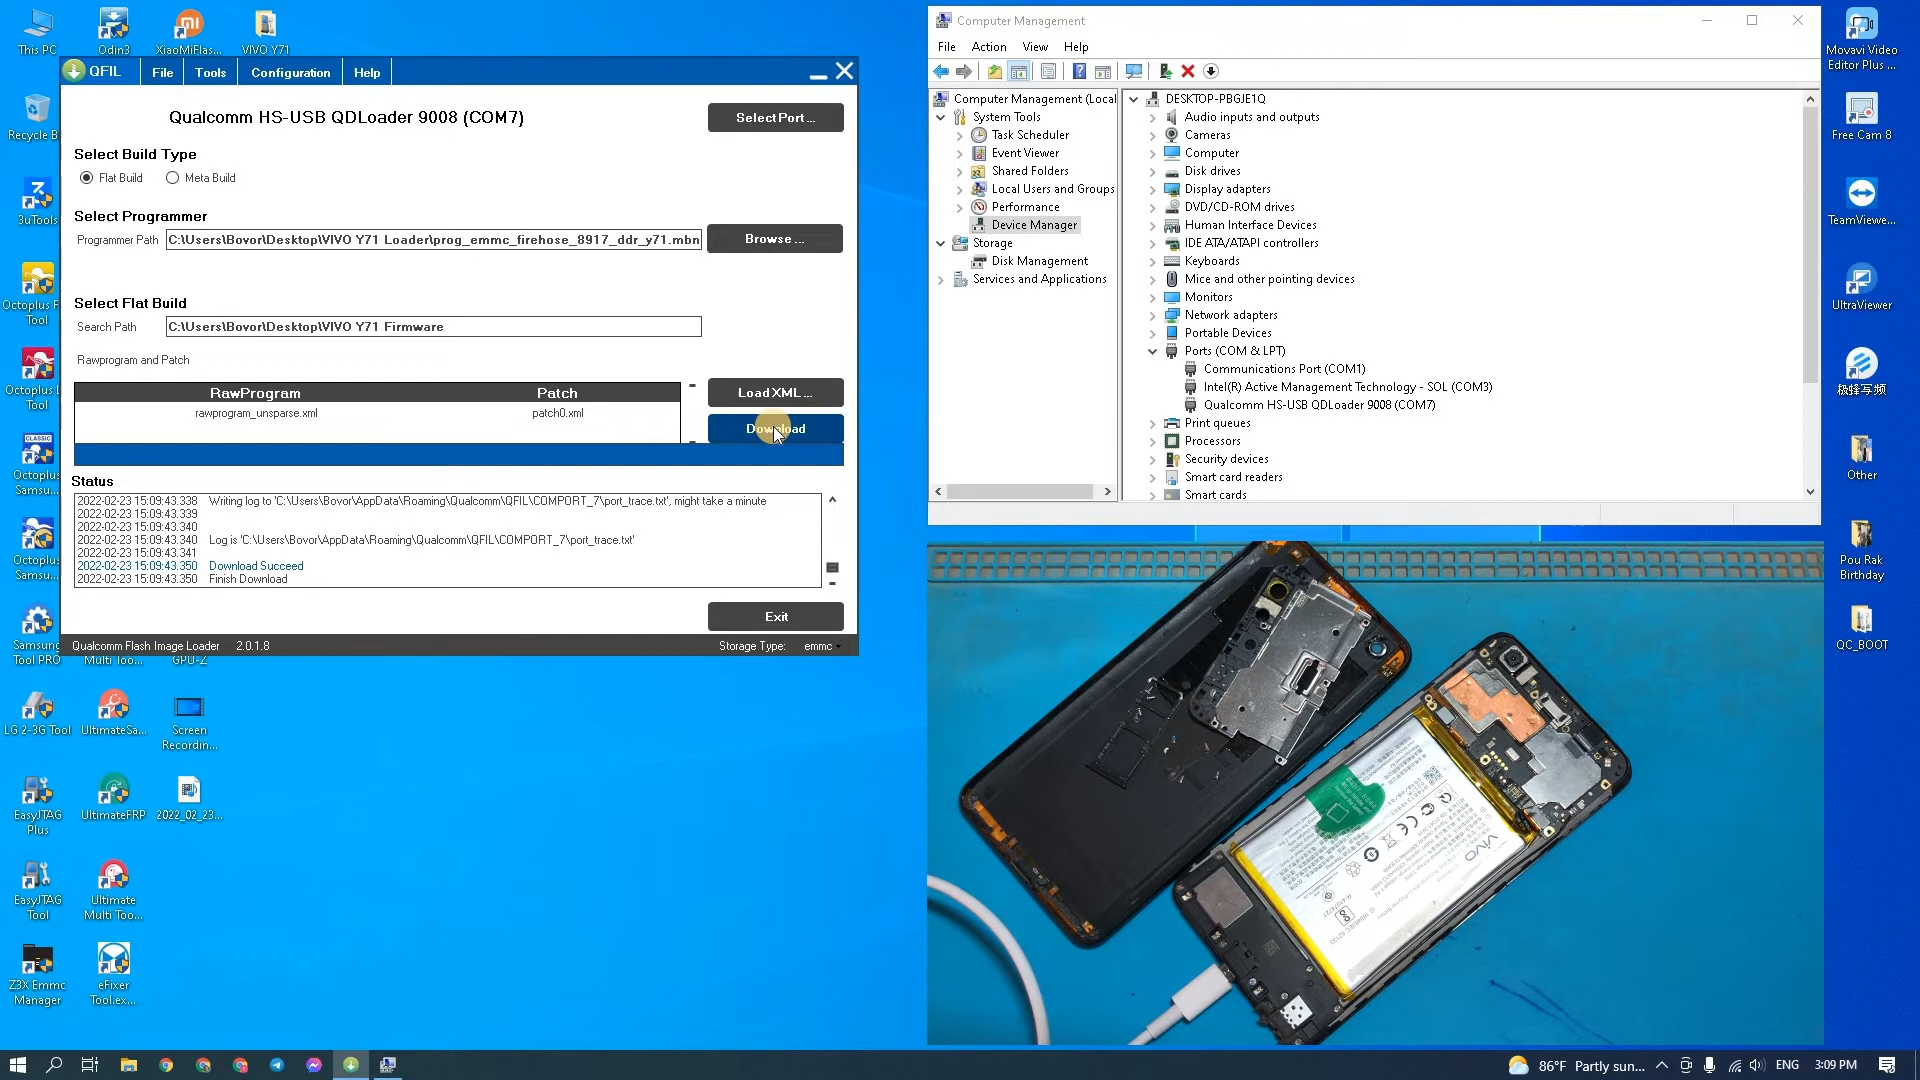 This PC
Odin3
XiaoMiFlas...
VIVO Y71
Recycle B
3uTools
Octoplus F
Tool
Octoplus L
Tool
Octoplus
Samsu...
Octoplus
Samsu...
Samsung
Tool PRO
Multi Too...
GPU-Z
LG 2-3G Tool
UltimateSa...
Screen
Recordin...
EasyJTAG
Plus
UltimateFRP
2022_02_23...
EasyJTAG
Tool
Ultimate
Multi Too...
Z3X Emmc
Manager
eFixer
Tool.ex...
QFIL
File
Tools
Configuration
Help
Qualcomm HS-USB QDLoader 9008 (COM7)
Select Port ...
Select Build Type
Flat Build
Meta Build
Select Programmer
Programmer Path
C:\Users\Bovor\Desktop\VIVO Y71 Loader\prog_emmc_firehose_8917_ddr_y71.mbn
Browse ...
Select Flat Build
Search Path
C:\Users\Bovor\Desktop\VIVO Y71 Firmware
Rawprogram and Patch
RawProgram
Patch
Load XML ...
rawprogram_unsparse.xml
patch0.xml
Download
Status
2022-02-23 15:09:43.338 Writing log to 'C:\Users\Bovor\AppData\Roaming\Qualcomm\QFIL\COMPORT_7\port_trace.txt', might take a minute
2022-02-23 15:09:43.339
2022-02-23 15:09:43.340
2022-02-23 15:09:43.340 Log is 'C:\Users\Bovor\AppData\Roaming\Qualcomm\QFIL\COMPORT_7\port_trace.txt'
2022-02-23 15:09:43.341
2022-02-23 15:09:43.350 Download Succeed
2022-02-23 15:09:43.350 Finish Download
Exit
Qualcomm Flash Image Loader 2.0.1.8
Storage Type: emmc
Computer Management
File
Action
View
Help
Computer Management (Local
System Tools
Task Scheduler
Event Viewer
Shared Folders
Local Users and Groups
Performance
Device Manager
Storage
Disk Management
Services and Applications
DESKTOP-PBGJE1Q
Audio inputs and outputs
Cameras
Computer
Disk drives
Display adapters
DVD/CD-ROM drives
Human Interface Devices
IDE ATA/ATAPI controllers
Keyboards
Mice and other pointing devices
Monitors
Network adapters
Portable Devices
Ports (COM & LPT)
Communications Port (COM1)
Intel(R) Active Management Technology - SOL (COM3)
Qualcomm HS-USB QDLoader 9008 (COM7)
Print queues
Processors
Security devices
Smart card readers
Smart cards
Movavi Video
Editor Plus ...
Free Cam 8
TeamViewe...
UltraViewer
极蜂写频
Other
Pou Rak
Birthday
QC_BOOT
vivo
86°F Partly sun...
ENG
3:09 PM